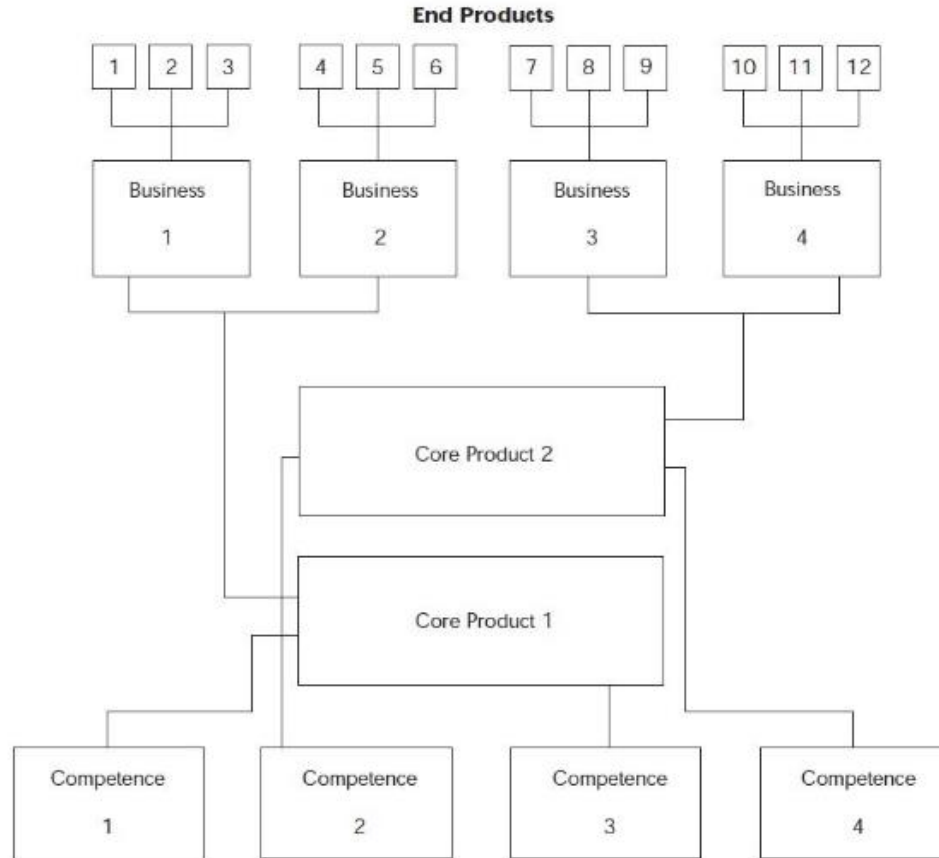 End Products
1 2 3 4 5 6 7 8 9 10 11 12
Business Business Business Business
1 2 3 4
Core Product 2
Core Product 1
Competence Competence Competence Competence
1 2 3 4